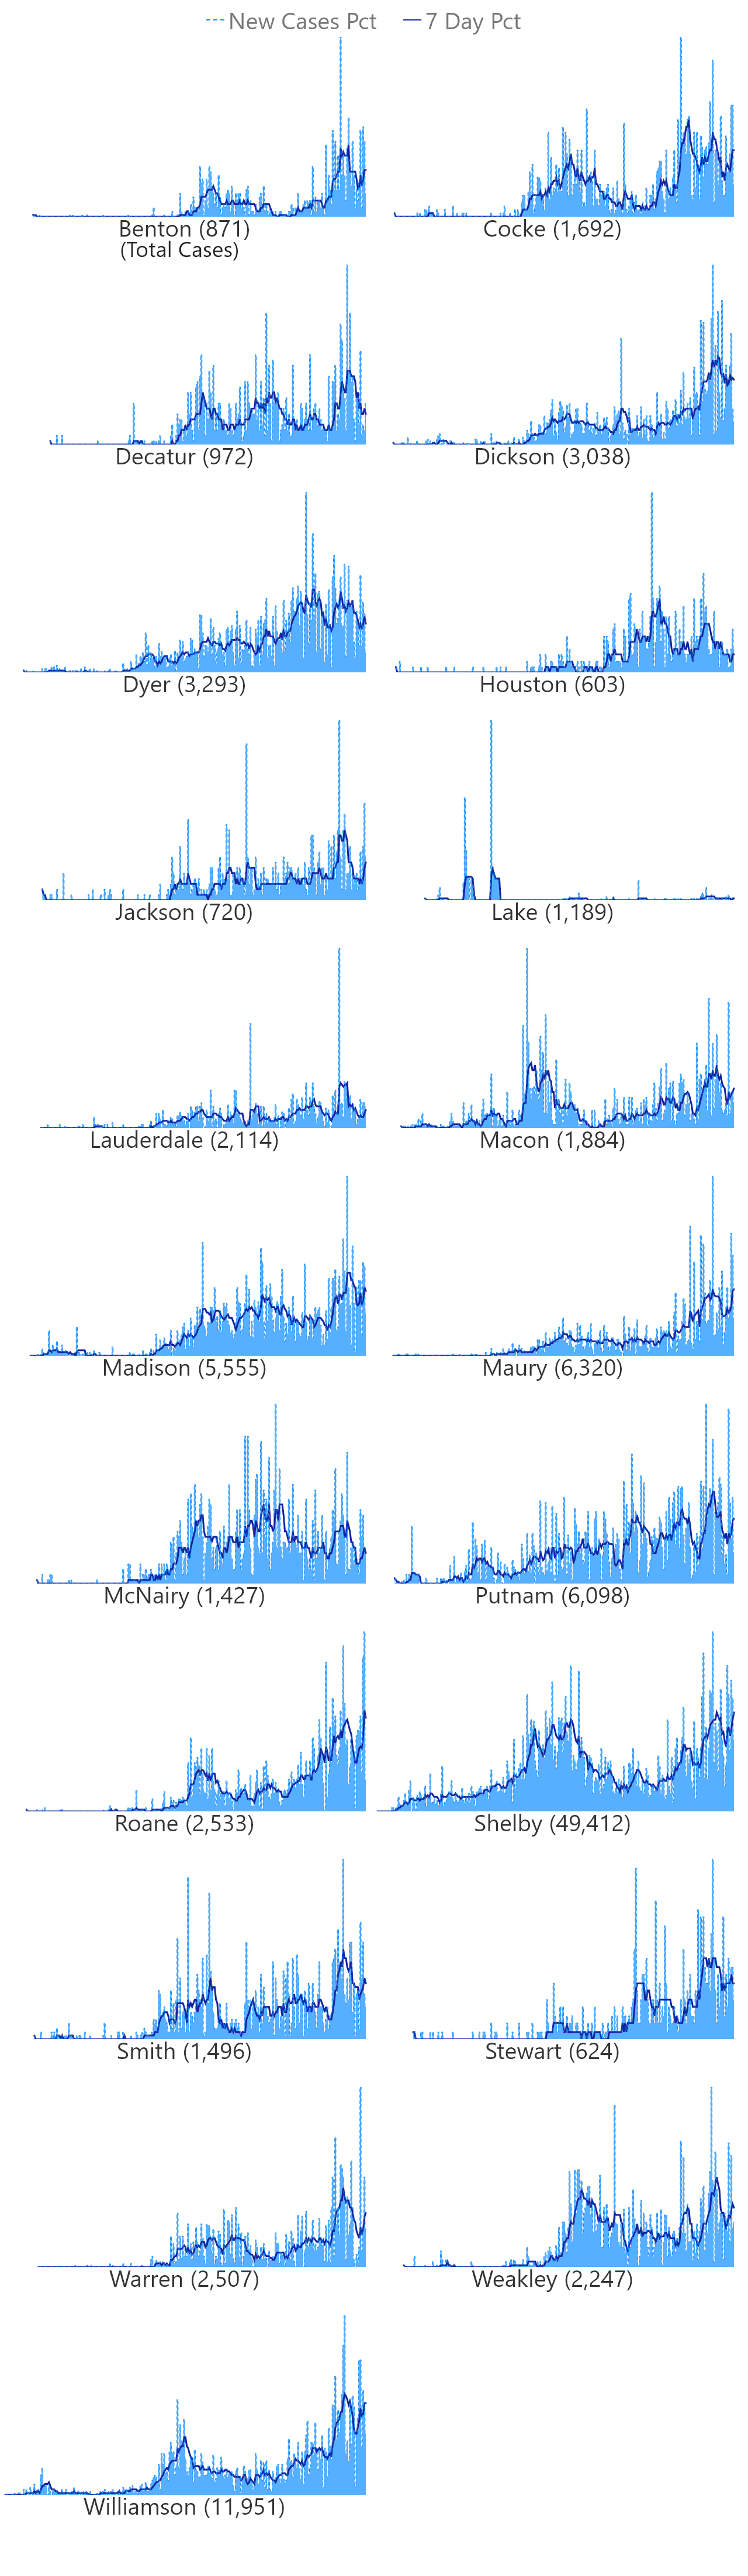 New Cases Pct 7 Day Pct
Benton (871) Cocke (1,692)
(Total Cases)
Decatur (972) Dickson (3,038)
Dyer (3,293) Houston (603)
Jackson (720) Lake (1,189)
Lauderdale (2,114) Macon (1,884)
Madison (5,555) Maury (6,320)
McNairy (1,427) Putnam (6,098)
Roane (2,533) Shelby (49,412)
Smith (1,496) Stewart (624)
Warren (2,507) Weakley (2,247)
Williamson (11,951)